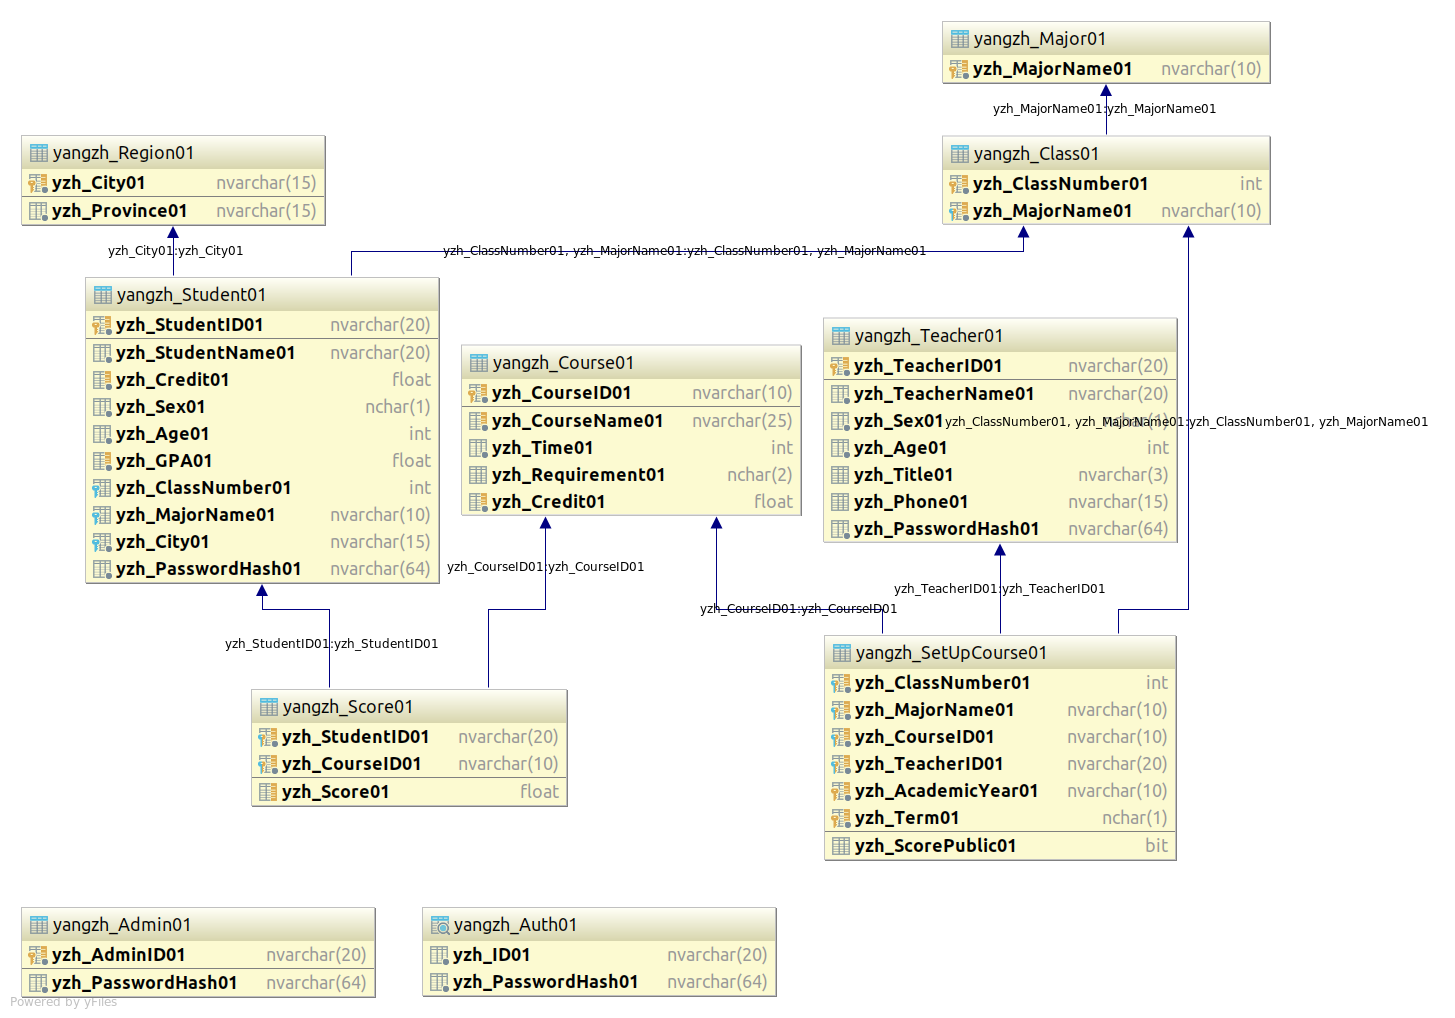 yangzh_Major01
yzh_MajorName01 nvarchar(10)
yzh_MajorName01:yzh_MajorName01
yangzh_Class01
yzh_ClassNumber01 int
yzh_MajorName01 nvarchar(10)
yangzh_Region01
yzh_City01 nvarchar(15)
yzh_Province01 nvarchar(15)
yzh_City01:yzh_City01
yzh_ClassNumber01, yzh_MajorName01:yzh_ClassNumber01, yzh_MajorName01
yangzh_Student01
yzh_StudentID01 nvarchar(20)
yzh_StudentName01 nvarchar(20)
yzh_Credit01 float
yzh_Sex01 nchar(1)
yzh_Age01 int
yzh_GPA01 float
yzh_ClassNumber01 int
yzh_MajorName01 nvarchar(10)
yzh_City01 nvarchar(15)
yzh_PasswordHash01 nvarchar(64)
yangzh_Course01
yzh_CourseID01 nvarchar(10)
yzh_CourseName01 nvarchar(25)
yzh_Time01 int
yzh_Requirement01 nchar(2)
yzh_Credit01 float
yangzh_Teacher01
yzh_TeacherID01 nvarchar(20)
yzh_TeacherName01 nvarchar(20)
yzh_Sex01 nchar(1)
yzh_ClassNumber01, yzh_MajorName01:yzh_ClassNumber01, yzh_MajorName01
yzh_Age01 int
yzh_Title01 nvarchar(3)
yzh_Phone01 nvarchar(15)
yzh_PasswordHash01 nvarchar(64)
yzh_CourseID01:yzh_CourseID01
yzh_TeacherID01:yzh_TeacherID01
yzh_CourseID01:yzh_CourseID01
yzh_StudentID01:yzh_StudentID01
yangzh_Score01
yzh_StudentID01 nvarchar(20)
yzh_CourseID01 nvarchar(10)
yzh_Score01 float
yangzh_SetUpCourse01
yzh_ClassNumber01 int
yzh_MajorName01 nvarchar(10)
yzh_CourseID01 nvarchar(10)
yzh_TeacherID01 nvarchar(20)
yzh_AcademicYear01 nvarchar(10)
yzh_Term01 nchar(1)
yzh_ScorePublic01 bit
yangzh_Admin01
yzh_AdminID01 nvarchar(20)
yzh_PasswordHash01 nvarchar(64)
yangzh_Auth01
yzh_ID01 nvarchar(20)
yzh_PasswordHash01 nvarchar(64)
Powered by yFiles